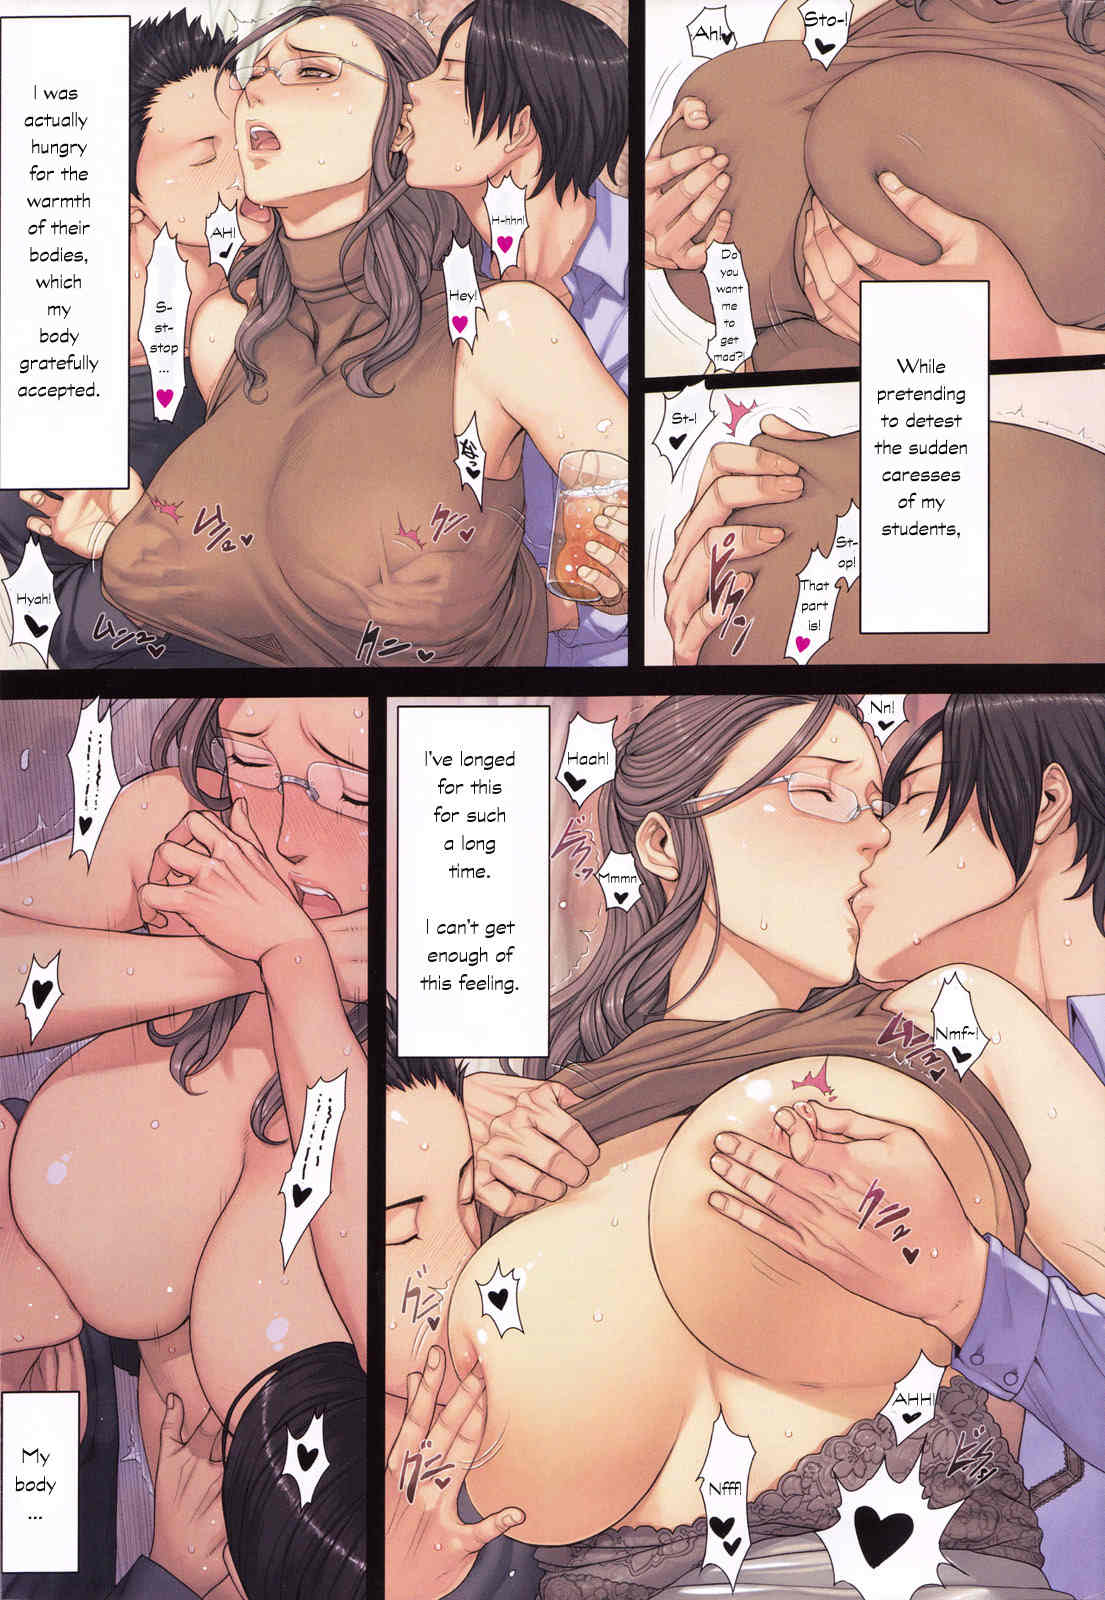 Sto-!
Ah!
Do
you
want
me
to
get
mad?!
While
pretending
to detest
the sudden
caresses
of my
students,
St-!
St-
op!
That
part
is!
H-hhn!
Hey!
AH!
S-
st-
stop
...
Hyah!
I was
actually
hungry
for the
warmth
of their
bodies,
which
my
body
gratefully
accepted.
Nn!
Haah!
Mmmn
Nmf~!
I've longed
for this
for such
a long
time.
I can't get
enough of
this feeling.
AHH!
Nfff!
My
body
...